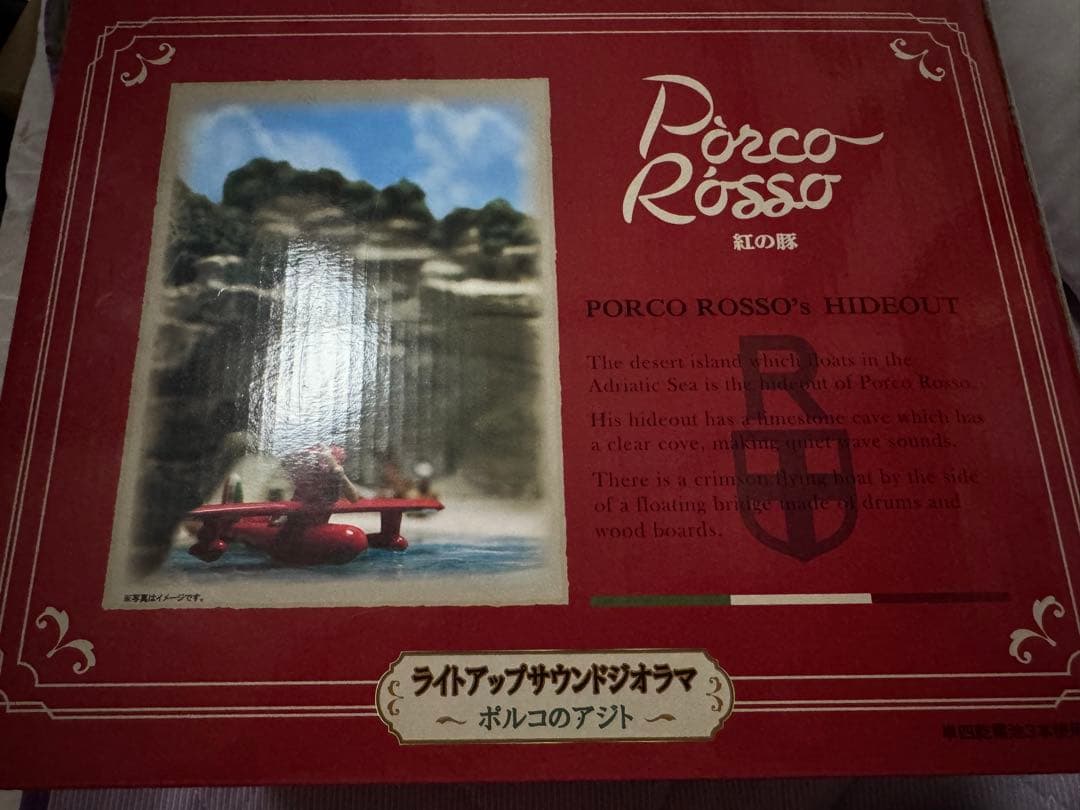 Pòrco
Rósso
紅の豚
PORCO ROSSO's HIDEOUT
The desert island which floats in the
Adriatic Sea is the hideout of Porco Rosso.
His hideout has a limestone cave which has
a clear cove, making quiet wave sounds.
There is a crimson flying boat by the side
of a floating bridge made of drums and
wood boards.
R
※写真はイメージです。
ライトアップサウンドジオラマ
~ ポルコのアジト ~
単四乾電池3本使用